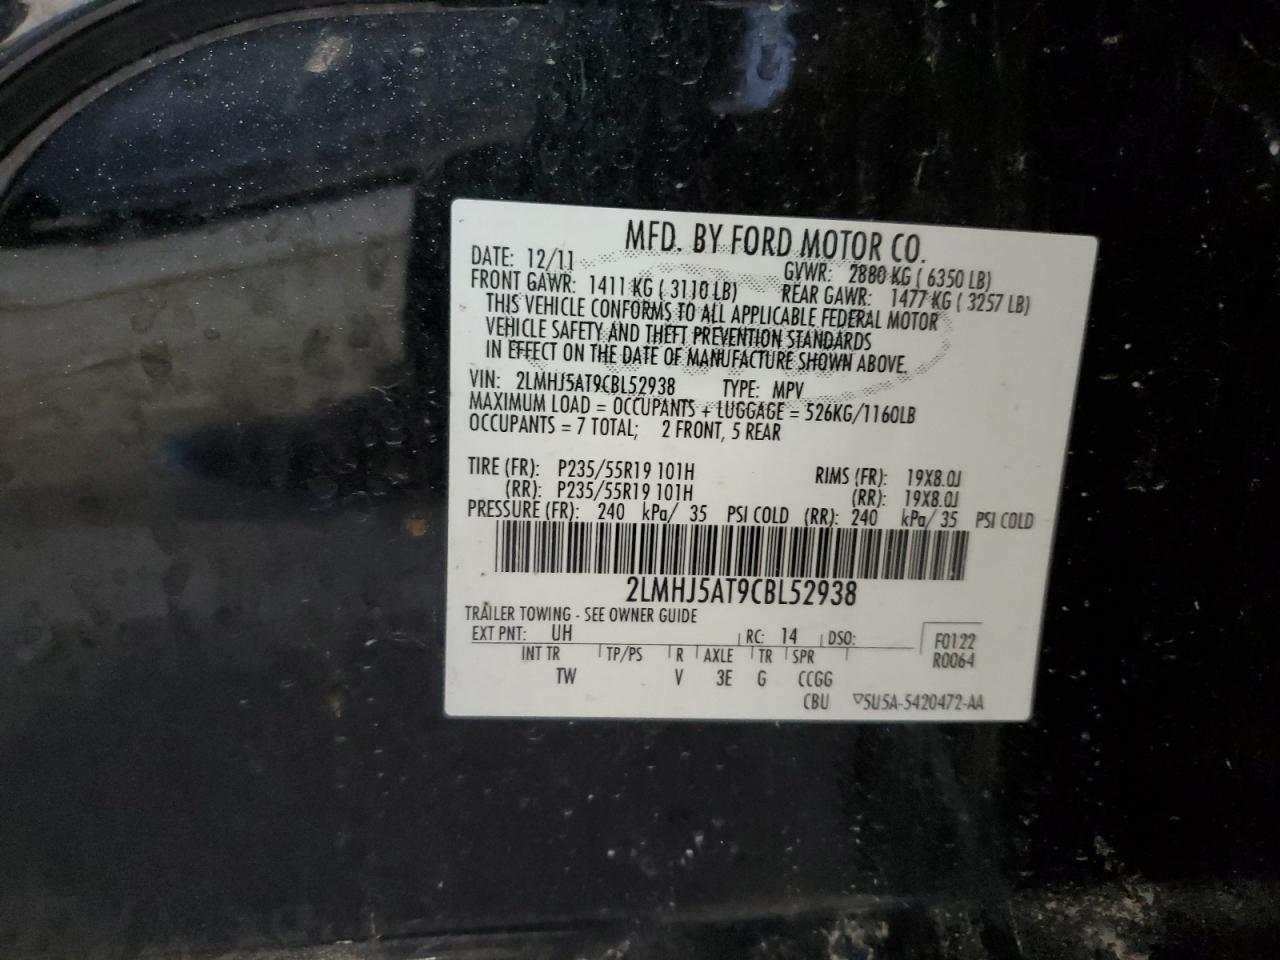 MFD. BY FORD MOTOR CO.
DATE: 12/11 GVWR: 2880 KG ( 6350 LB)
FRONT GAWR: 1411 KG ( 3110 LB) REAR GAWR: 1477 KG ( 3257 LB)
THIS VEHICLE CONFORMS TO ALL APPLICABLE FEDERAL MOTOR
VEHICLE SAFETY AND THEFT PREVENTION STANDARDS
IN EFFECT ON THE DATE OF MANUFACTURE SHOWN ABOVE.
VIN: 2LMHJ5AT9CBL52938 TYPE: MPV
MAXIMUM LOAD = OCCUPANTS + LUGGAGE = 526KG/1160LB
OCCUPANTS = 7 TOTAL; 2 FRONT, 5 REAR
TIRE (FR): P235/55R19 101H RIMS (FR): 19X8.0J
(RR): P235/55R19 101H (RR): 19X8.0J
PRESSURE (FR): 240 kPa/ 35 PSI COLD (RR): 240 kPa/ 35 PSI COLD
2LMHJ5AT9CBL52938
TRAILER TOWING - SEE OWNER GUIDE
EXT PNT: UH RC: 14 DSO: F0122
INT TR TP/PS R AXLE TR SPR R0064
TW V 3E G CCGG
CBU ▽5U5A-5420472-AA